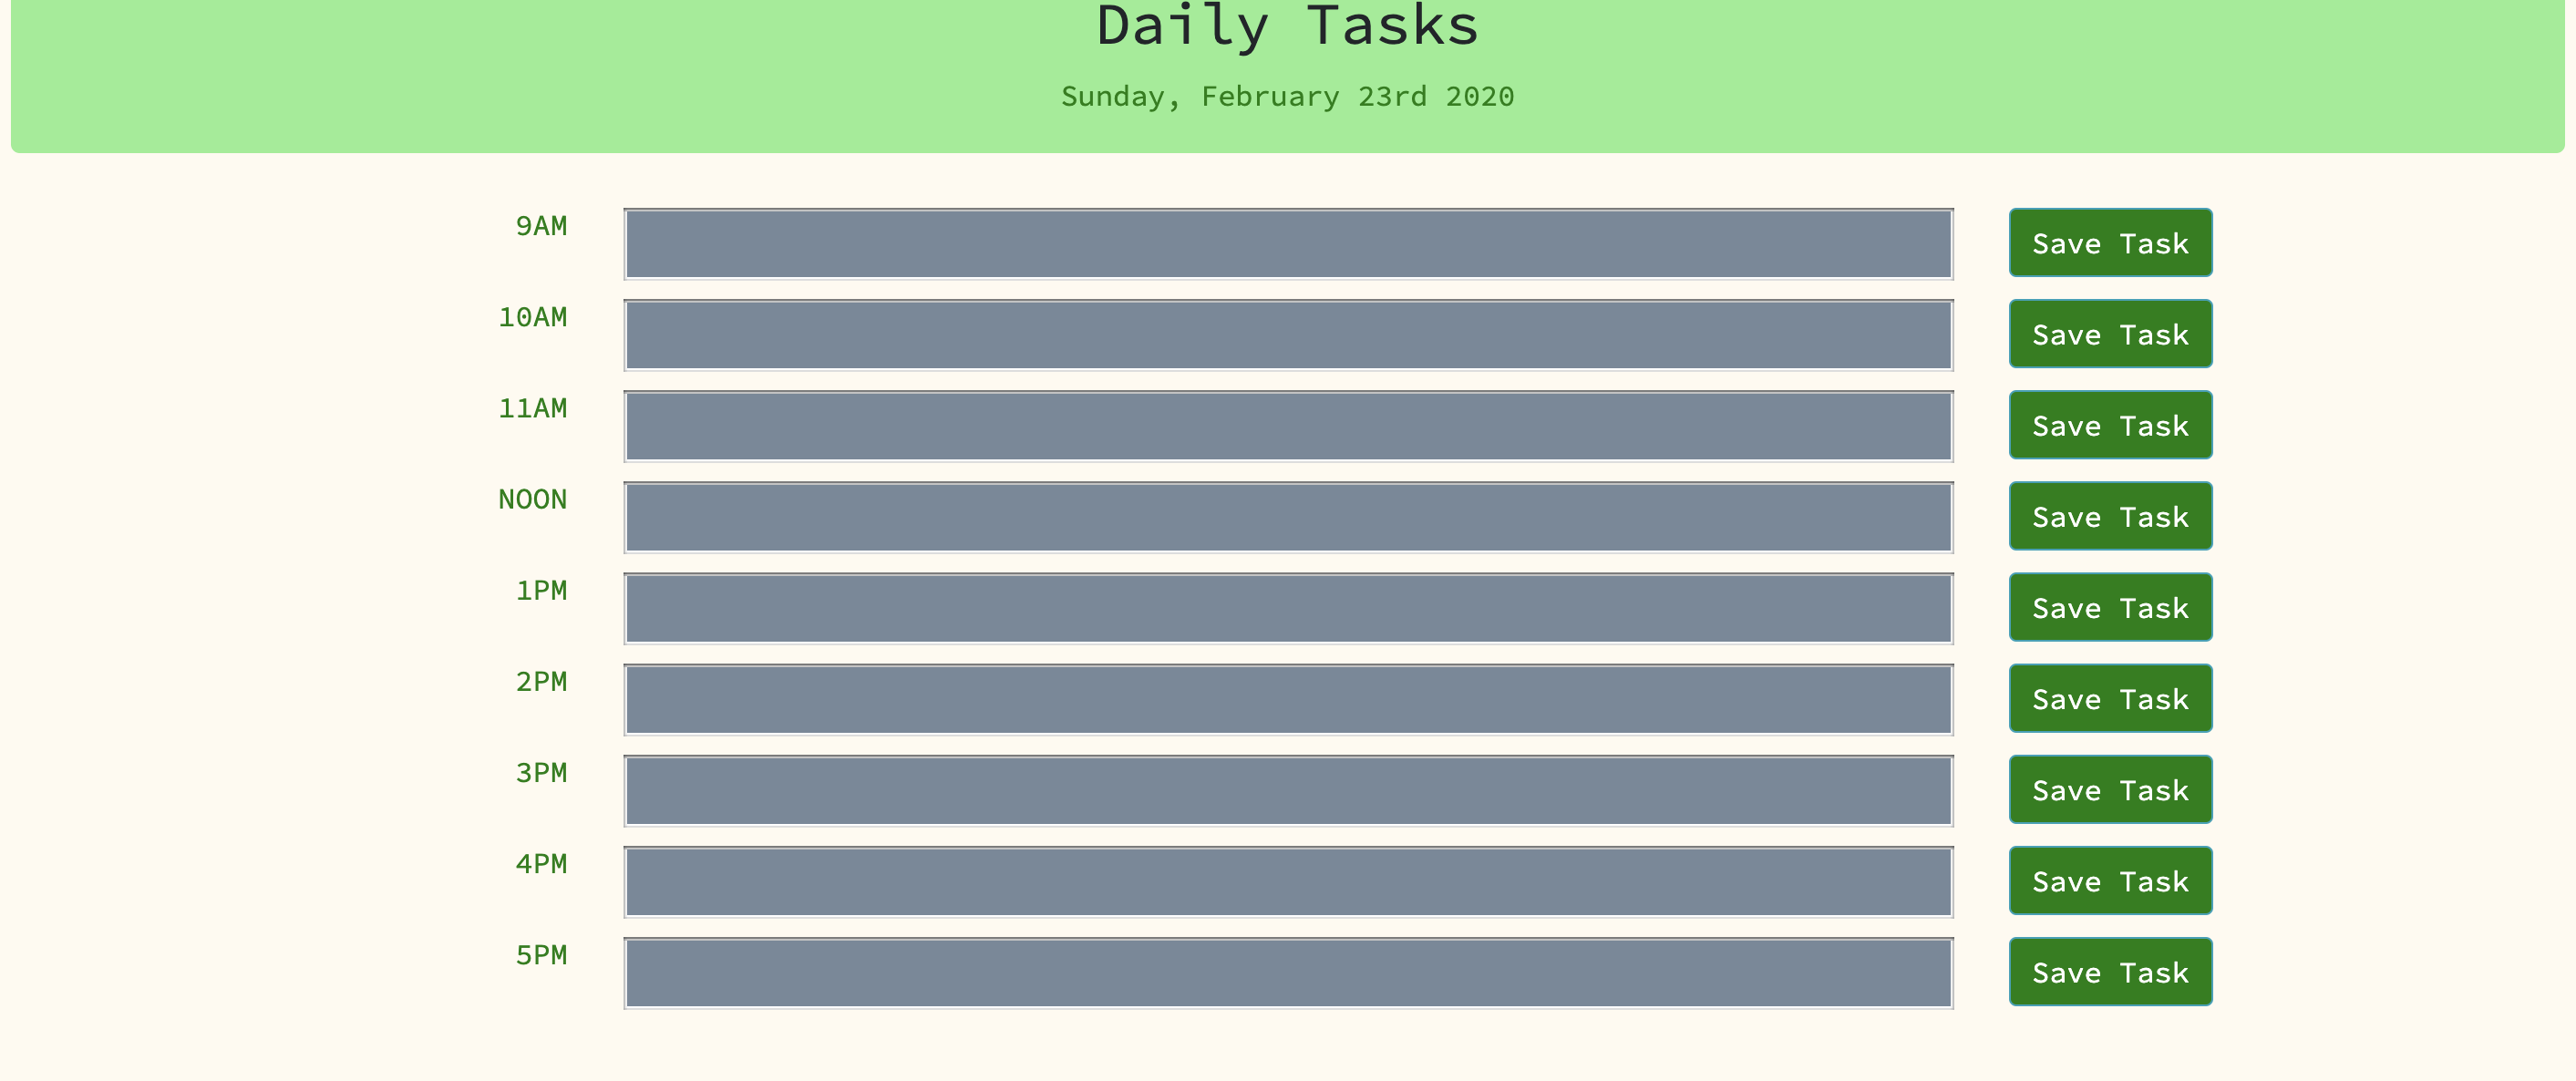 Daily Tasks
Sunday, February 23rd 2020
9AM Save Task
10AM Save Task
11AM Save Task
NOON Save Task
1PM Save Task
2PM Save Task
3PM Save Task
4PM Save Task
5PM Save Task